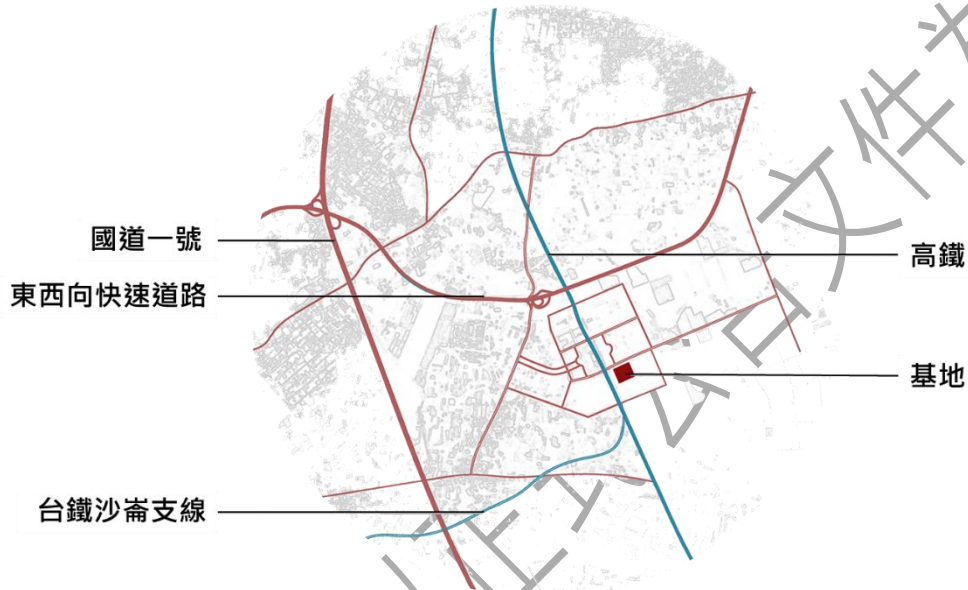 國道一號
東西向快速道路
台鐵沙崙支線
高鐵
基地